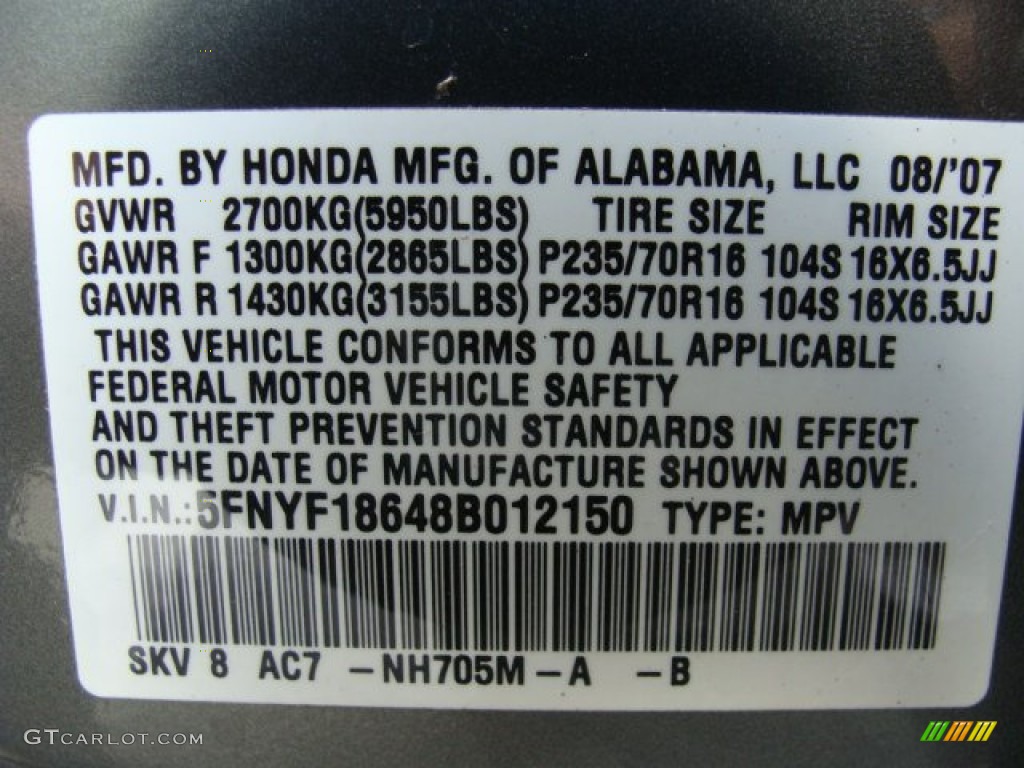 MFD. BY HONDA MFG. OF ALABAMA, LLC 08/'07
GVWR 2700KG(5950LBS) TIRE SIZE RIM SIZE
GAWR F 1300KG(2865LBS) P235/70R16 104S 16X6.5JJ
GAWR R 1430KG(3155LBS) P235/70R16 104S 16X6.5JJ
THIS VEHICLE CONFORMS TO ALL APPLICABLE
FEDERAL MOTOR VEHICLE SAFETY
AND THEFT PREVENTION STANDARDS IN EFFECT
ON THE DATE OF MANUFACTURE SHOWN ABOVE.
V.I.N.: 5FNYF18648B012150 TYPE: MPV
SKV 8 AC7 -NH705M-A -B
GTCARLOT.COM